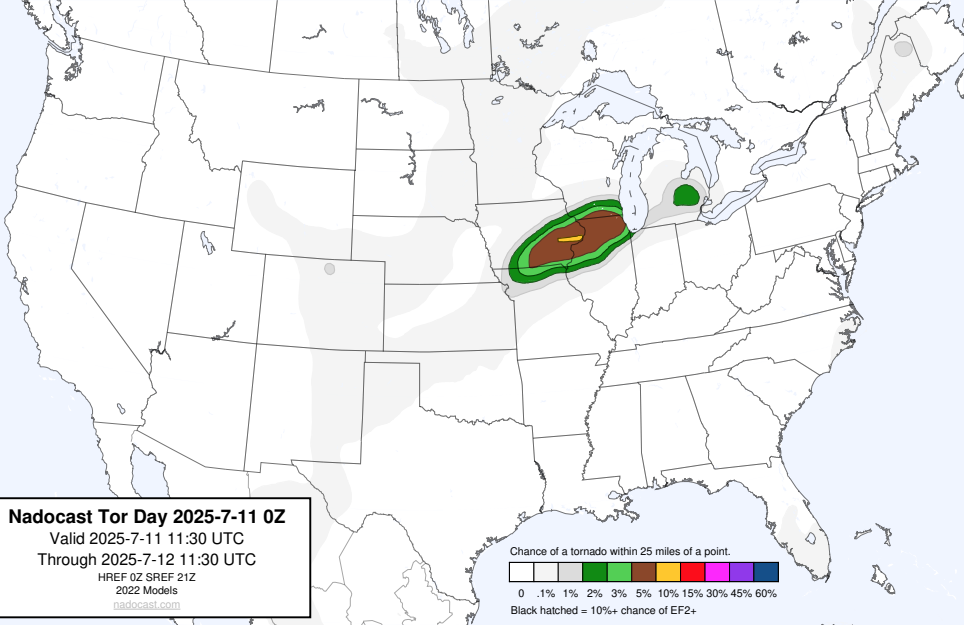 Nadocast Tor Day 2025-7-11 0Z
Valid 2025-7-11 11:30 UTC
Through 2025-7-12 11:30 UTC
HREF 0Z SREF 21Z
2022 Models
nadocast.com
Chance of a tornado within 25 miles of a point.
0 .1% 1% 2% 3% 5% 10% 15% 30% 45% 60%
Black hatched = 10%+ chance of EF2+